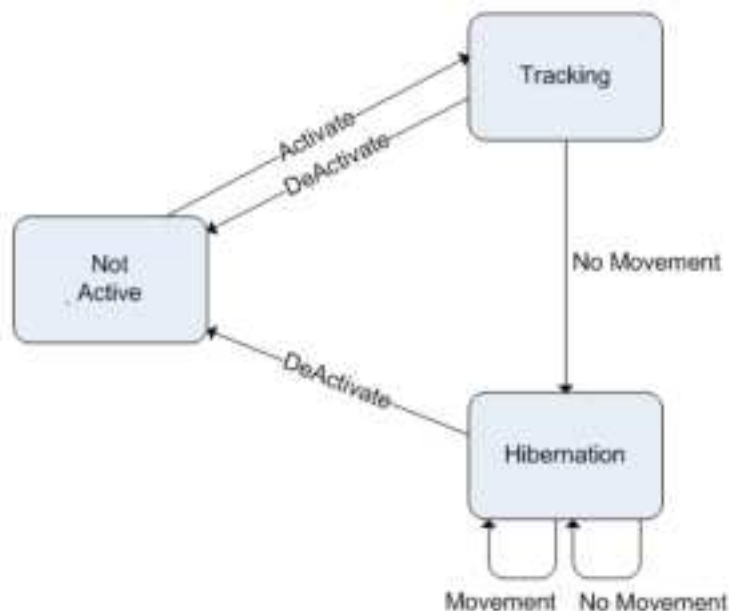 Tracking
Activate
DeActivate
Not
Active
No Movement
DeActivate
Hibernation
Movement
No Movement